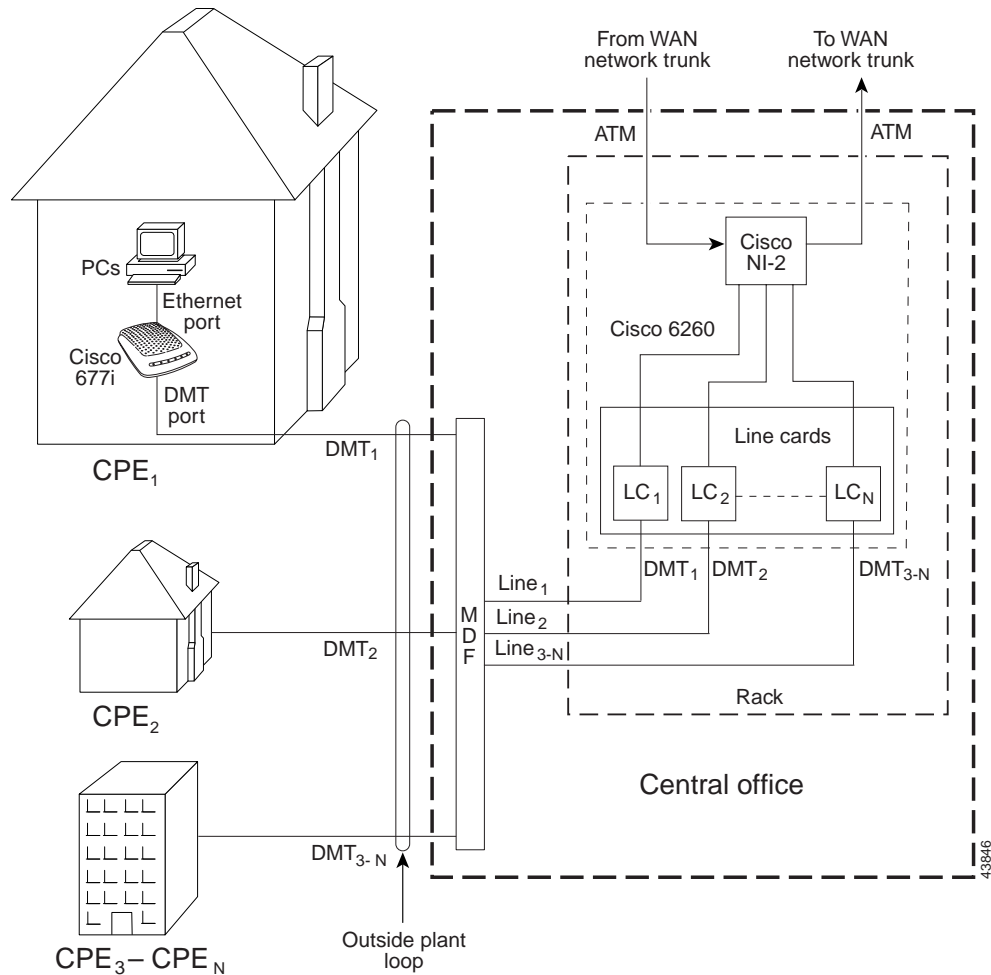 From WAN
network trunk
To WAN
network trunk
ATM
ATM
Cisco
NI-2
PCs
Ethernet
port
Cisco
677i
DMT
port
Cisco 6260
Line cards
LC1
LC2
LCN
DMT1
CPE1
DMT1
DMT2
DMT3-N
Line1
Line2
Line3-N
M
D
F
DMT2
CPE2
Rack
Central office
DMT3-N
CPE3 – CPEN
Outside plant
loop
43846